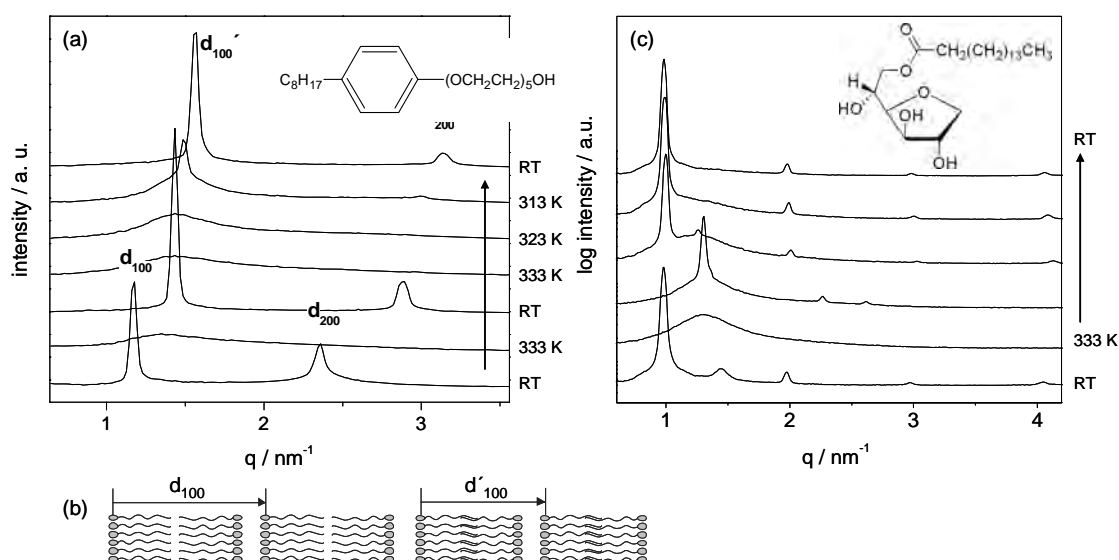 (a)
d100´
C8H17
(OCH2CH2)5OH
200
RT
313 K
323 K
333 K
d100
RT
d200
333 K
RT
intensity / a. u.
1
2
3
q / nm-1
(c)
O
CH2(CH2)13CH3
O
H
O
HO
OH
HO
OH
RT
333 K
RT
log intensity / a.u.
1
2
3
4
q / nm-1
(b)
d100
d´100